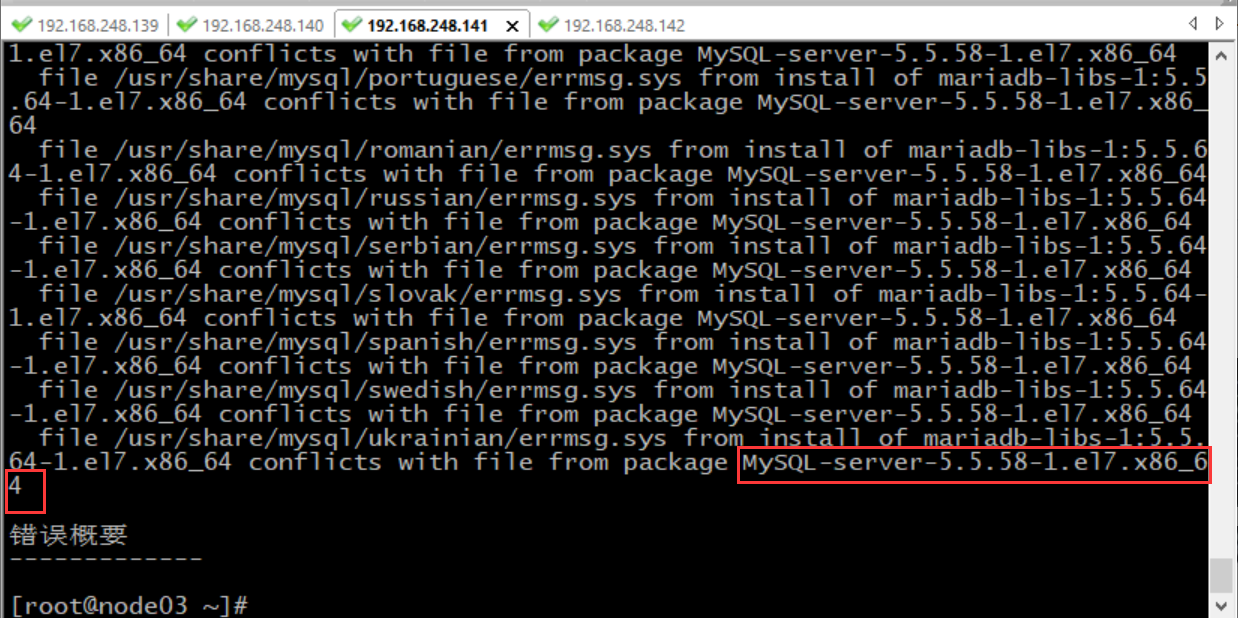 192.168.248.139 192.168.248.140 192.168.248.141 192.168.248.142
1.el7.x86_64 conflicts with file from package MySQL-server-5.5.58-1.el7.x86_64
  file /usr/share/mysql/portuguese/errmsg.sys from install of mariadb-libs-1:5.5
.64-1.el7.x86_64 conflicts with file from package MySQL-server-5.5.58-1.el7.x86_
64
  file /usr/share/mysql/romanian/errmsg.sys from install of mariadb-libs-1:5.5.6
4-1.el7.x86_64 conflicts with file from package MySQL-server-5.5.58-1.el7.x86_64
  file /usr/share/mysql/russian/errmsg.sys from install of mariadb-libs-1:5.5.64
-1.el7.x86_64 conflicts with file from package MySQL-server-5.5.58-1.el7.x86_64
  file /usr/share/mysql/serbian/errmsg.sys from install of mariadb-libs-1:5.5.64
-1.el7.x86_64 conflicts with file from package MySQL-server-5.5.58-1.el7.x86_64
  file /usr/share/mysql/slovak/errmsg.sys from install of mariadb-libs-1:5.5.64-
1.el7.x86_64 conflicts with file from package MySQL-server-5.5.58-1.el7.x86_64
  file /usr/share/mysql/spanish/errmsg.sys from install of mariadb-libs-1:5.5.64
-1.el7.x86_64 conflicts with file from package MySQL-server-5.5.58-1.el7.x86_64
  file /usr/share/mysql/swedish/errmsg.sys from install of mariadb-libs-1:5.5.64
-1.el7.x86_64 conflicts with file from package MySQL-server-5.5.58-1.el7.x86_64
  file /usr/share/mysql/ukrainian/errmsg.sys from install of mariadb-libs-1:5.5.
64-1.el7.x86_64 conflicts with file from package MySQL-server-5.5.58-1.el7.x86_6
4
错误概要
-------------
[root@node03 ~]#